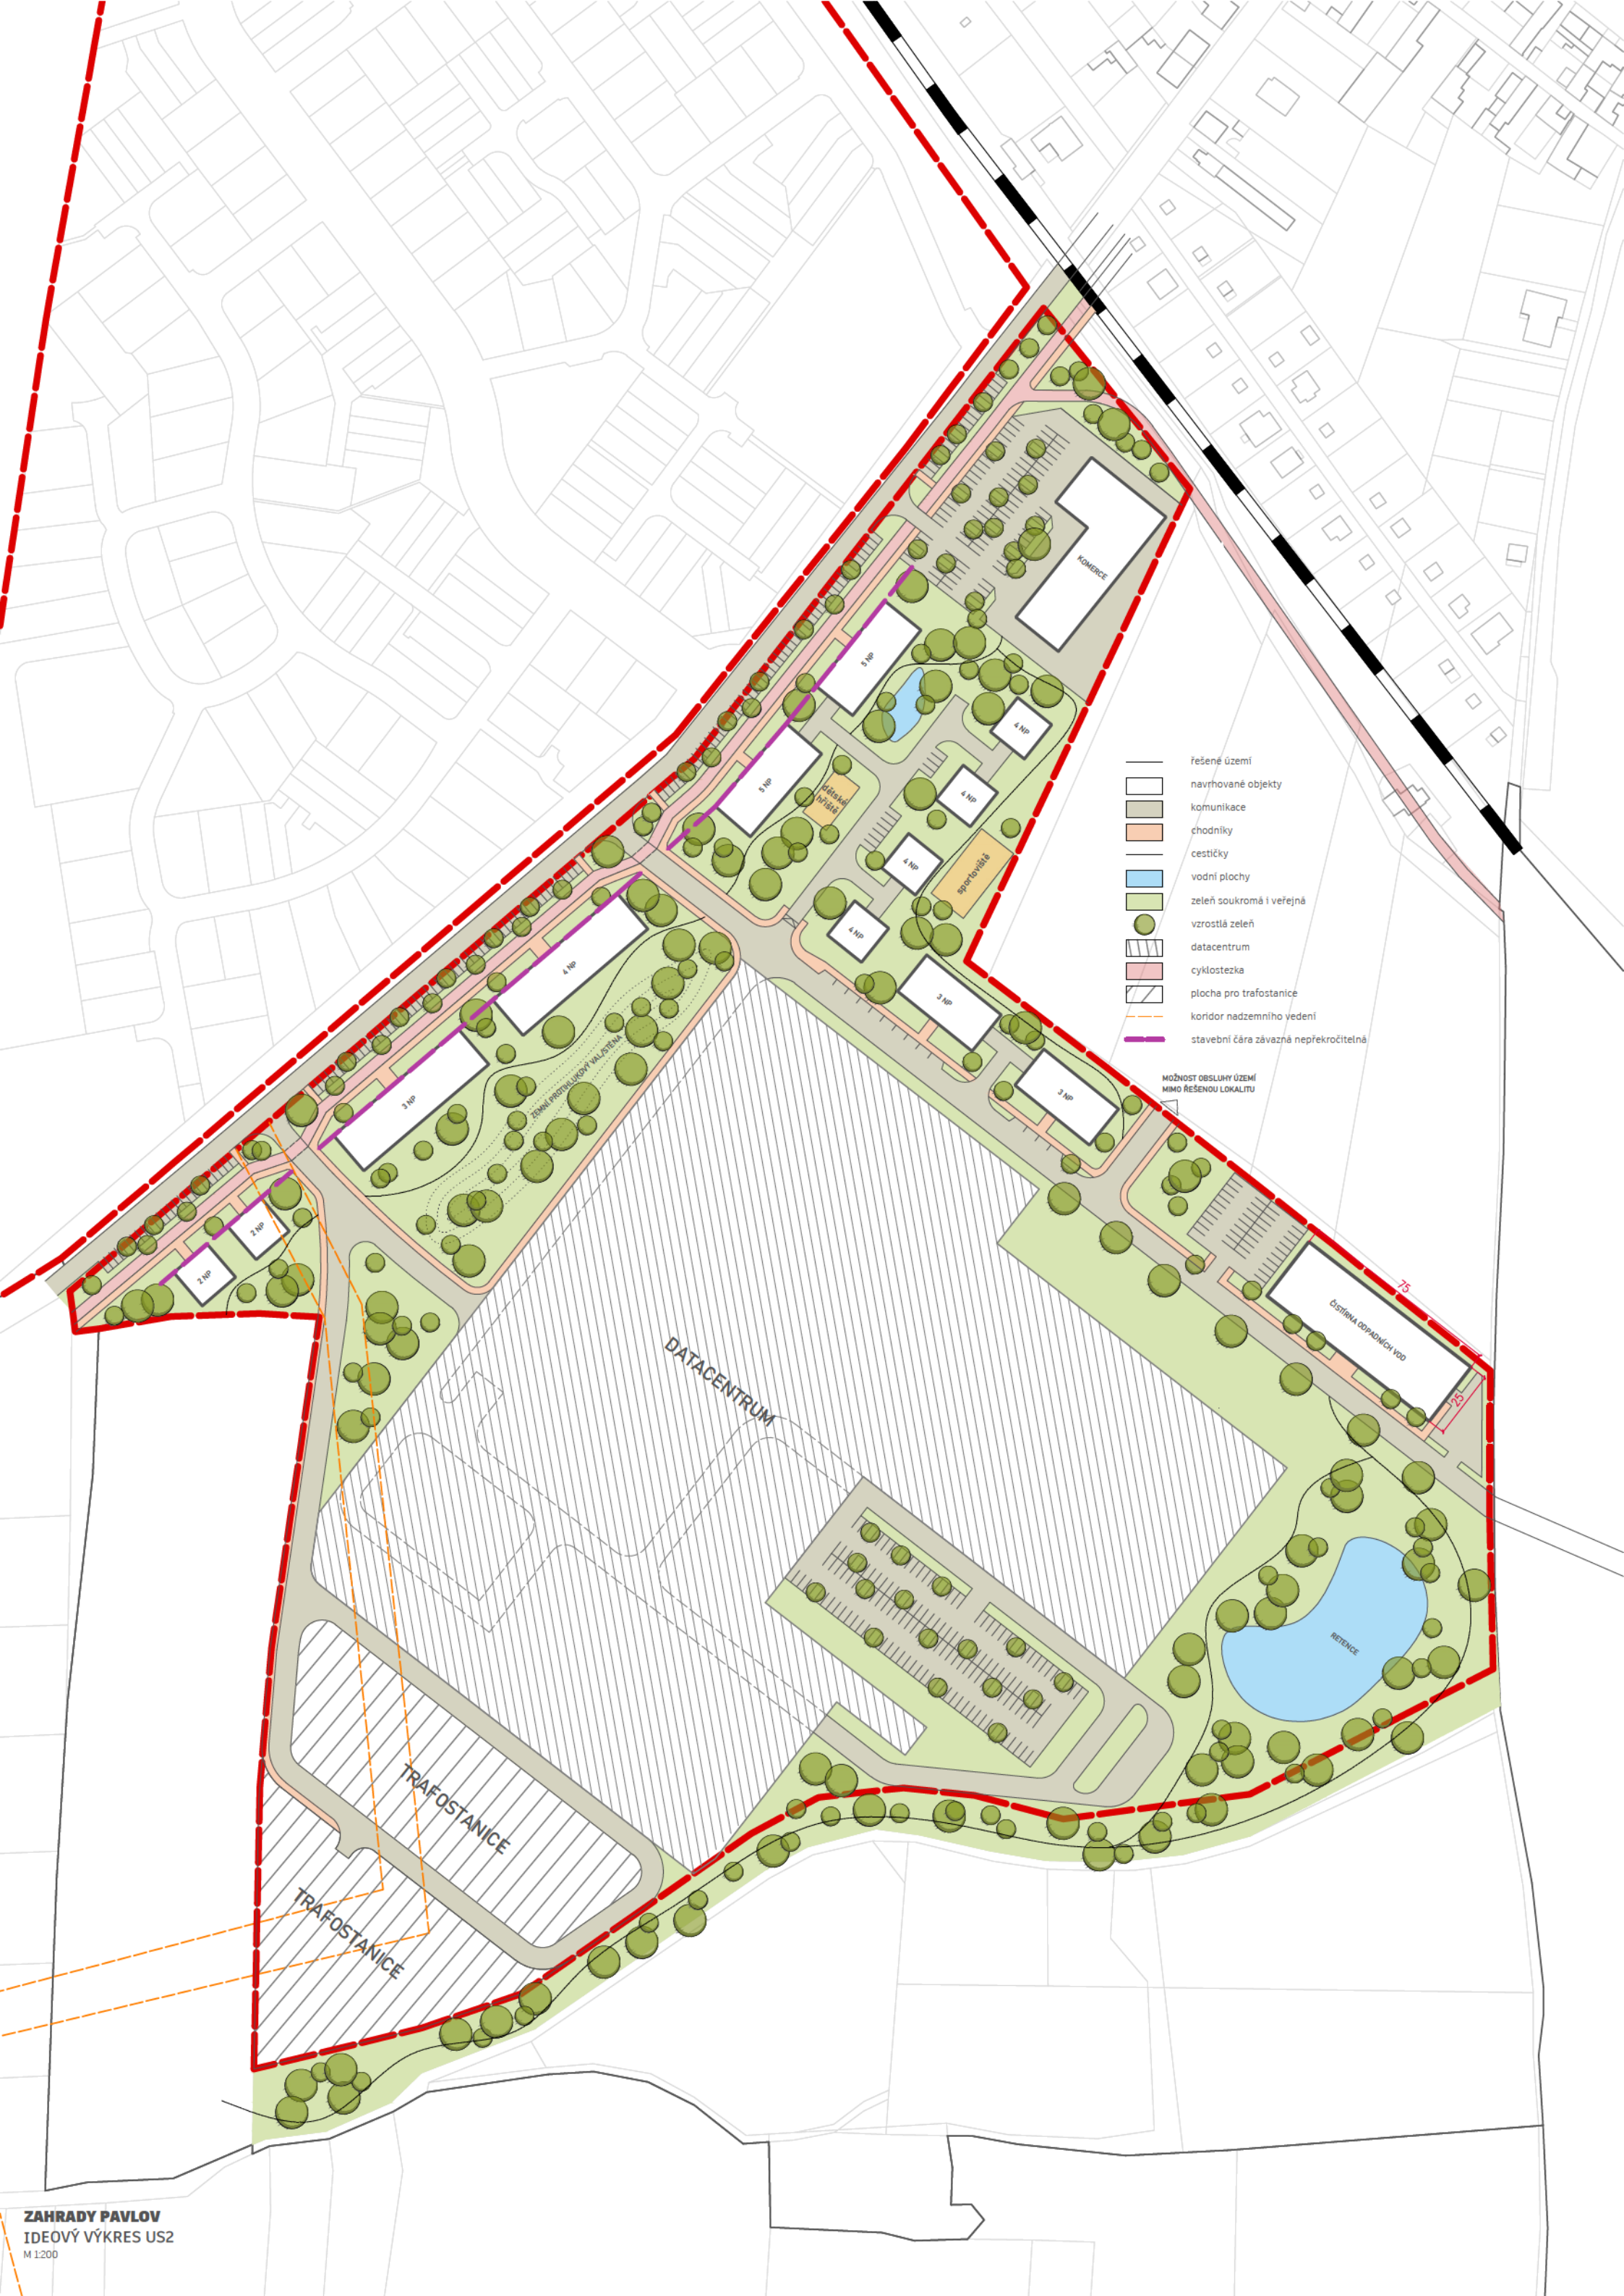 KOMERCE
5 NP
4 NP
5 NP
4 NP
dětské
hřiště
4 NP
sportoviště
4 NP
4 NP
3 NP
3 NP
3 NP
ZEMNÍ PROTIHLUKOVÝ VAL/STĚNA
2 NP
2 NP
řešené území
navrhované objekty
komunikace
chodníky
cestičky
vodní plochy
zeleň soukromá i veřejná
vzrostlá zeleň
datacentrum
cyklostezka
plocha pro trafostanice
koridor nadzemního vedení
stavební čára závazná nepřekročitelná
MOŽNOST OBSLUHY ÚZEMÍ
MIMO ŘEŠENOU LOKALITU
75
ČISTÍRNA ODPADNÍCH VOD
25
DATACENTRUM
RETENCE
TRAFOSTANICE
TRAFOSTANICE
ZAHRADY PAVLOV
IDEOVÝ VÝKRES US2
M 1:200